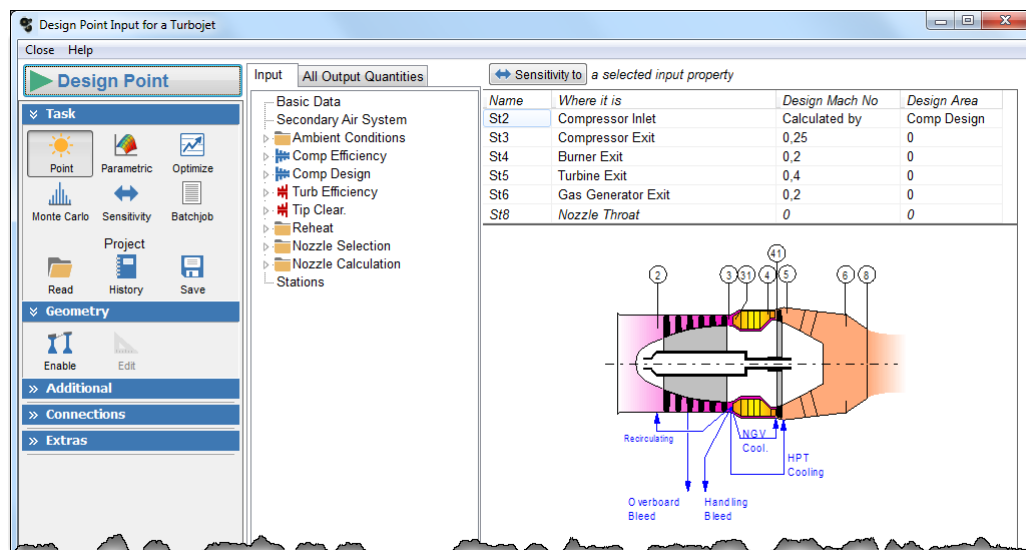 Design Point Input for a Turbojet
Close Help
Design Point
Task
Point Parametric Optimize
Monte Carlo Sensitivity Batchjob
Project
Read History Save
Geometry
Enable Edit
Additional
Connections
Extras
Input All Output Quantities
Basic Data
Secondary Air System
Ambient Conditions
Comp Efficiency
Comp Design
Turb Efficiency
Tip Clear.
Reheat
Nozzle Selection
Nozzle Calculation
Stations
Sensitivity to a selected input property
Name Where it is Design Mach No Design Area
St2 Compressor Inlet Calculated by Comp Design
St3 Compressor Exit 0,25 0
St4 Burner Exit 0,2 0
St5 Turbine Exit 0,4 0
St6 Gas Generator Exit 0,2 0
St8 Nozzle Throat 0 0
41
2 3 31 4 5 6 8
Recirculating
NGV
Cool.
HPT
Cooling
Overboard
Bleed
Handling
Bleed